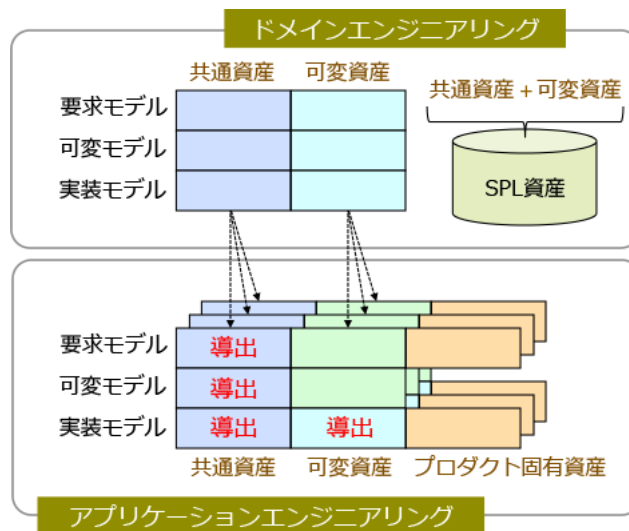 ドメインエンジニアリング
共通資産
可変資産
共通資産 + 可変資産
要求モデル
可変モデル
実装モデル
SPL資産
要求モデル
導出
可変モデル
導出
実装モデル
導出
導出
共通資産
可変資産
プロダクト固有資産
アプリケーションエンジニアリング